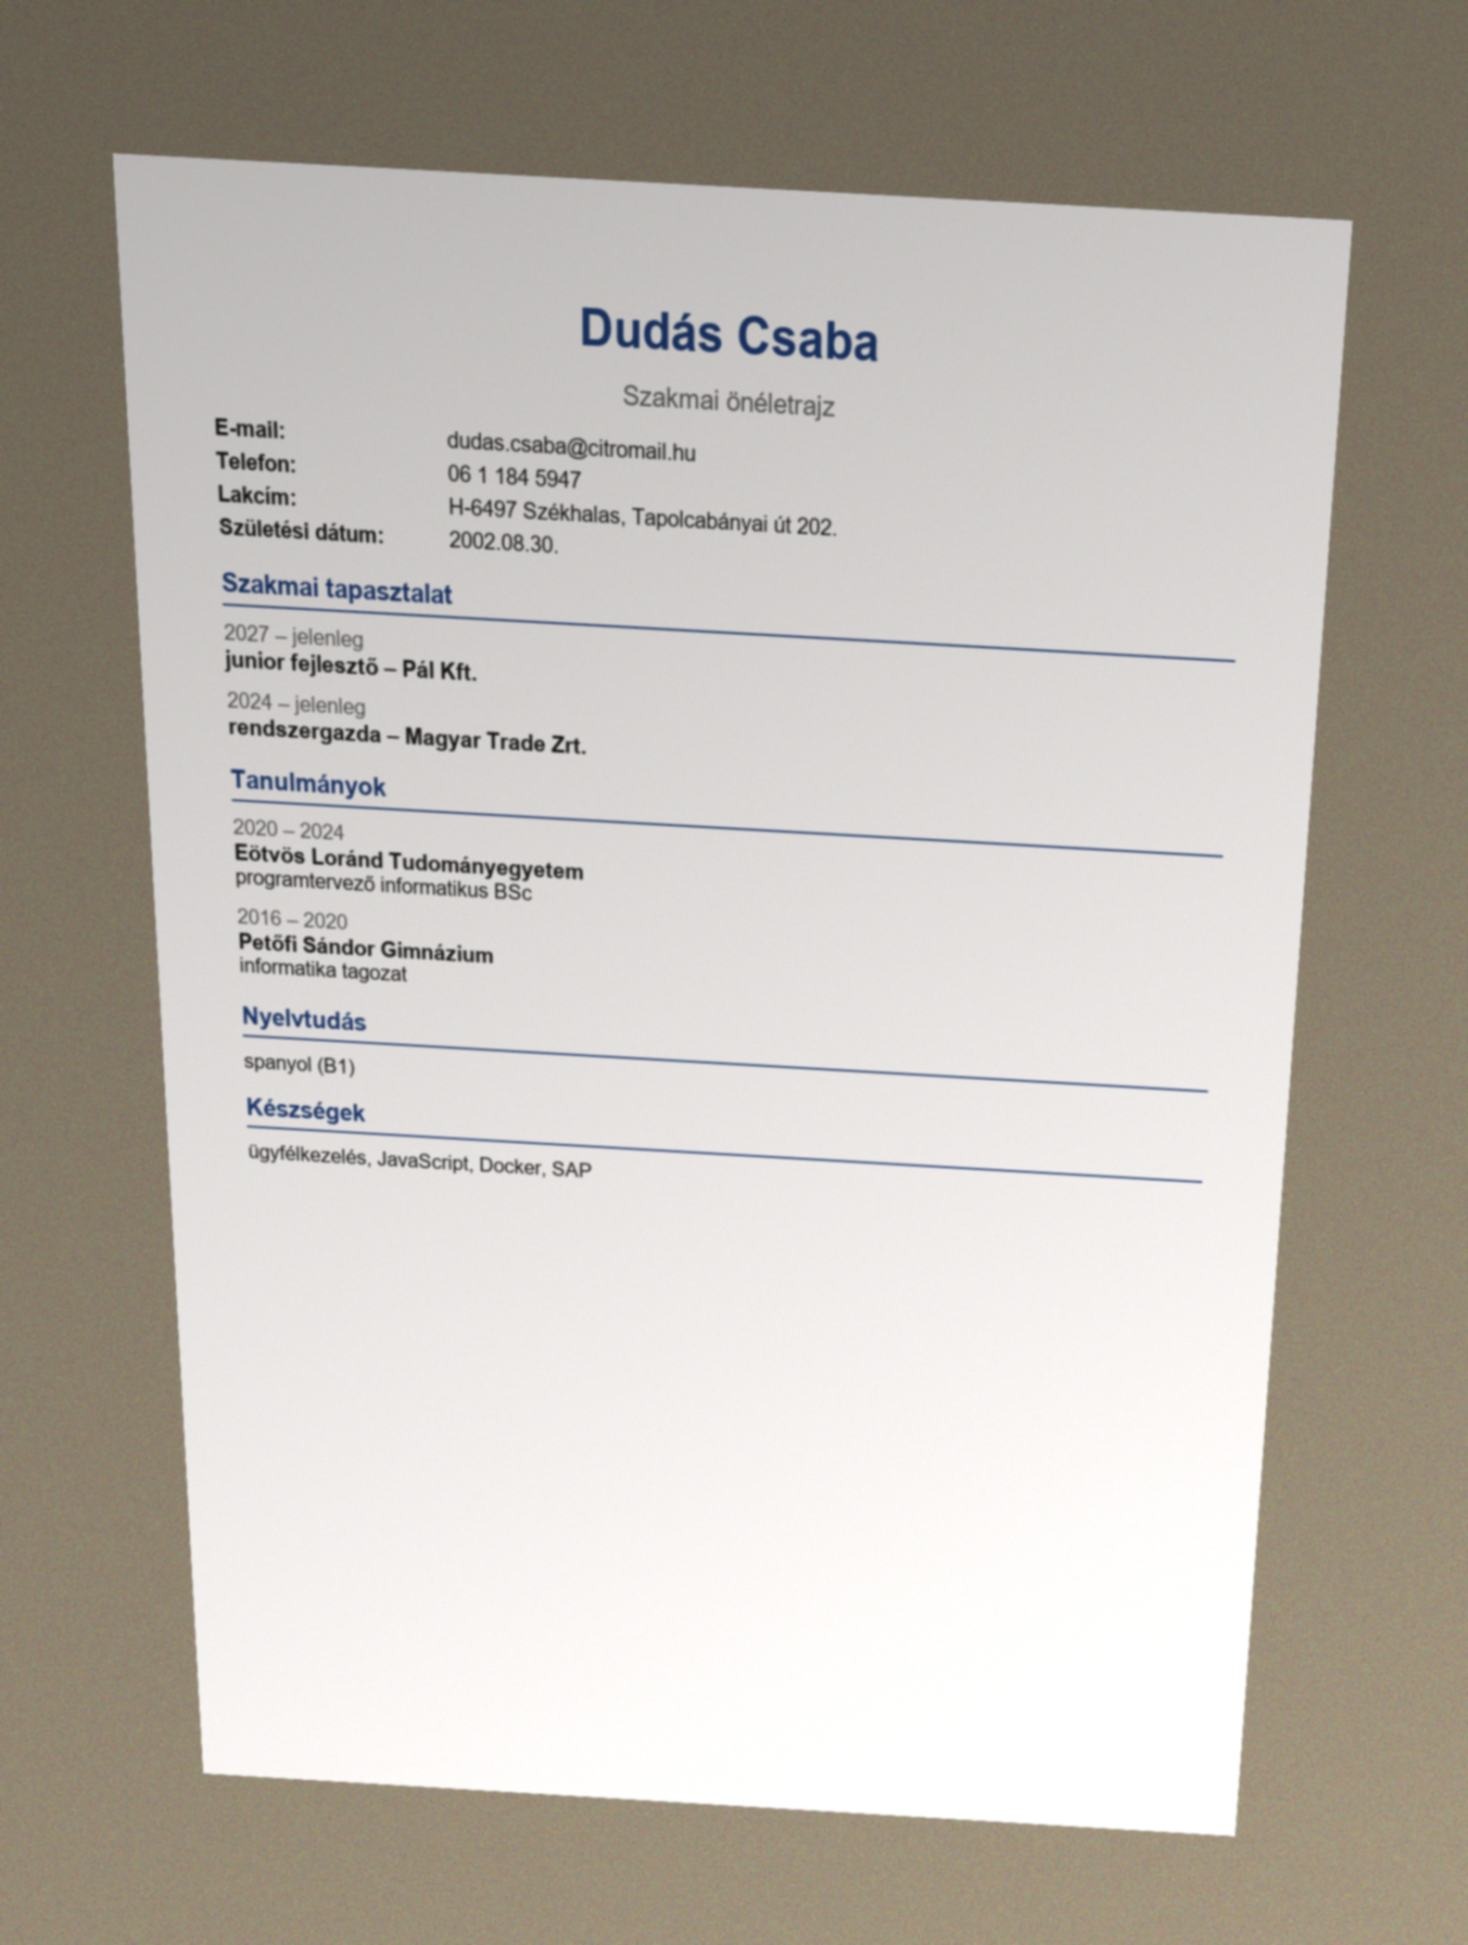 Dudás Csaba
Szakmai önéletrajz
E-mail: dudas.csaba@citromail.hu
Telefon: 06 1 184 5947
Lakcím: H-6497 Székhalas, Tapolcabányai út 202.
Születési dátum: 2002.08.30.
Szakmai tapasztalat
2027 – jelenleg
junior fejlesztő – Pál Kft.
2024 – jelenleg
rendszergazda – Magyar Trade Zrt.
Tanulmányok
2020 – 2024
Eötvös Loránd Tudományegyetem
programtervező informatikus BSc
2016 – 2020
Petőfi Sándor Gimnázium
informatika tagozat
Nyelvtudás
spanyol (B1)
Készségek
ügyfélkezelés, JavaScript, Docker, SAP